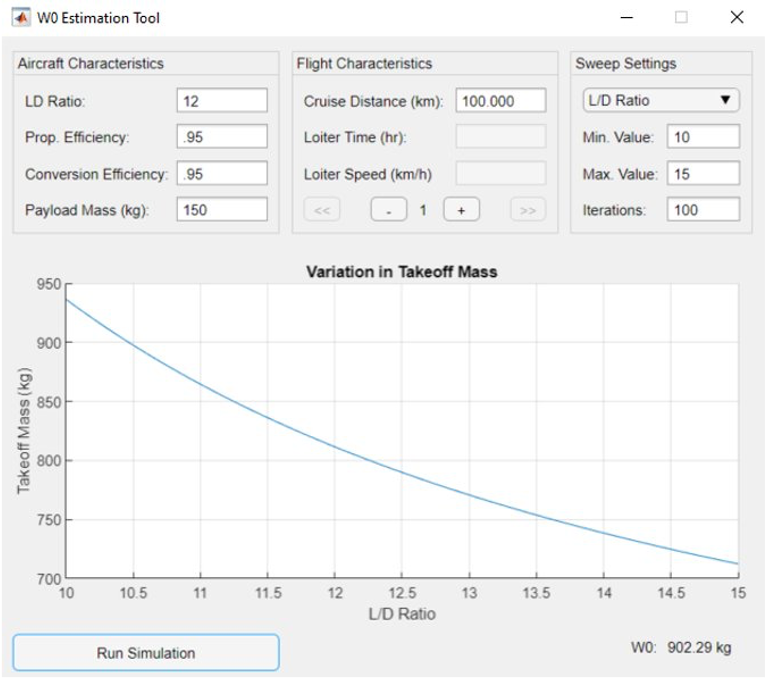 W0 Estimation Tool
Aircraft Characteristics
LD Ratio: 12
Prop. Efficiency: .95
Conversion Efficiency: .95
Payload Mass (kg): 150
Flight Characteristics
Cruise Distance (km): 100.000
Loiter Time (hr):
Loiter Speed (km/h)
<< - 1 + >>
Sweep Settings
L/D Ratio
Min. Value: 10
Max. Value: 15
Iterations: 100
Variation in Takeoff Mass
950
900
850
800
750
700
Takeoff Mass (kg)
10 10.5 11 11.5 12 12.5 13 13.5 14 14.5 15
L/D Ratio
Run Simulation
W0: 902.29 kg